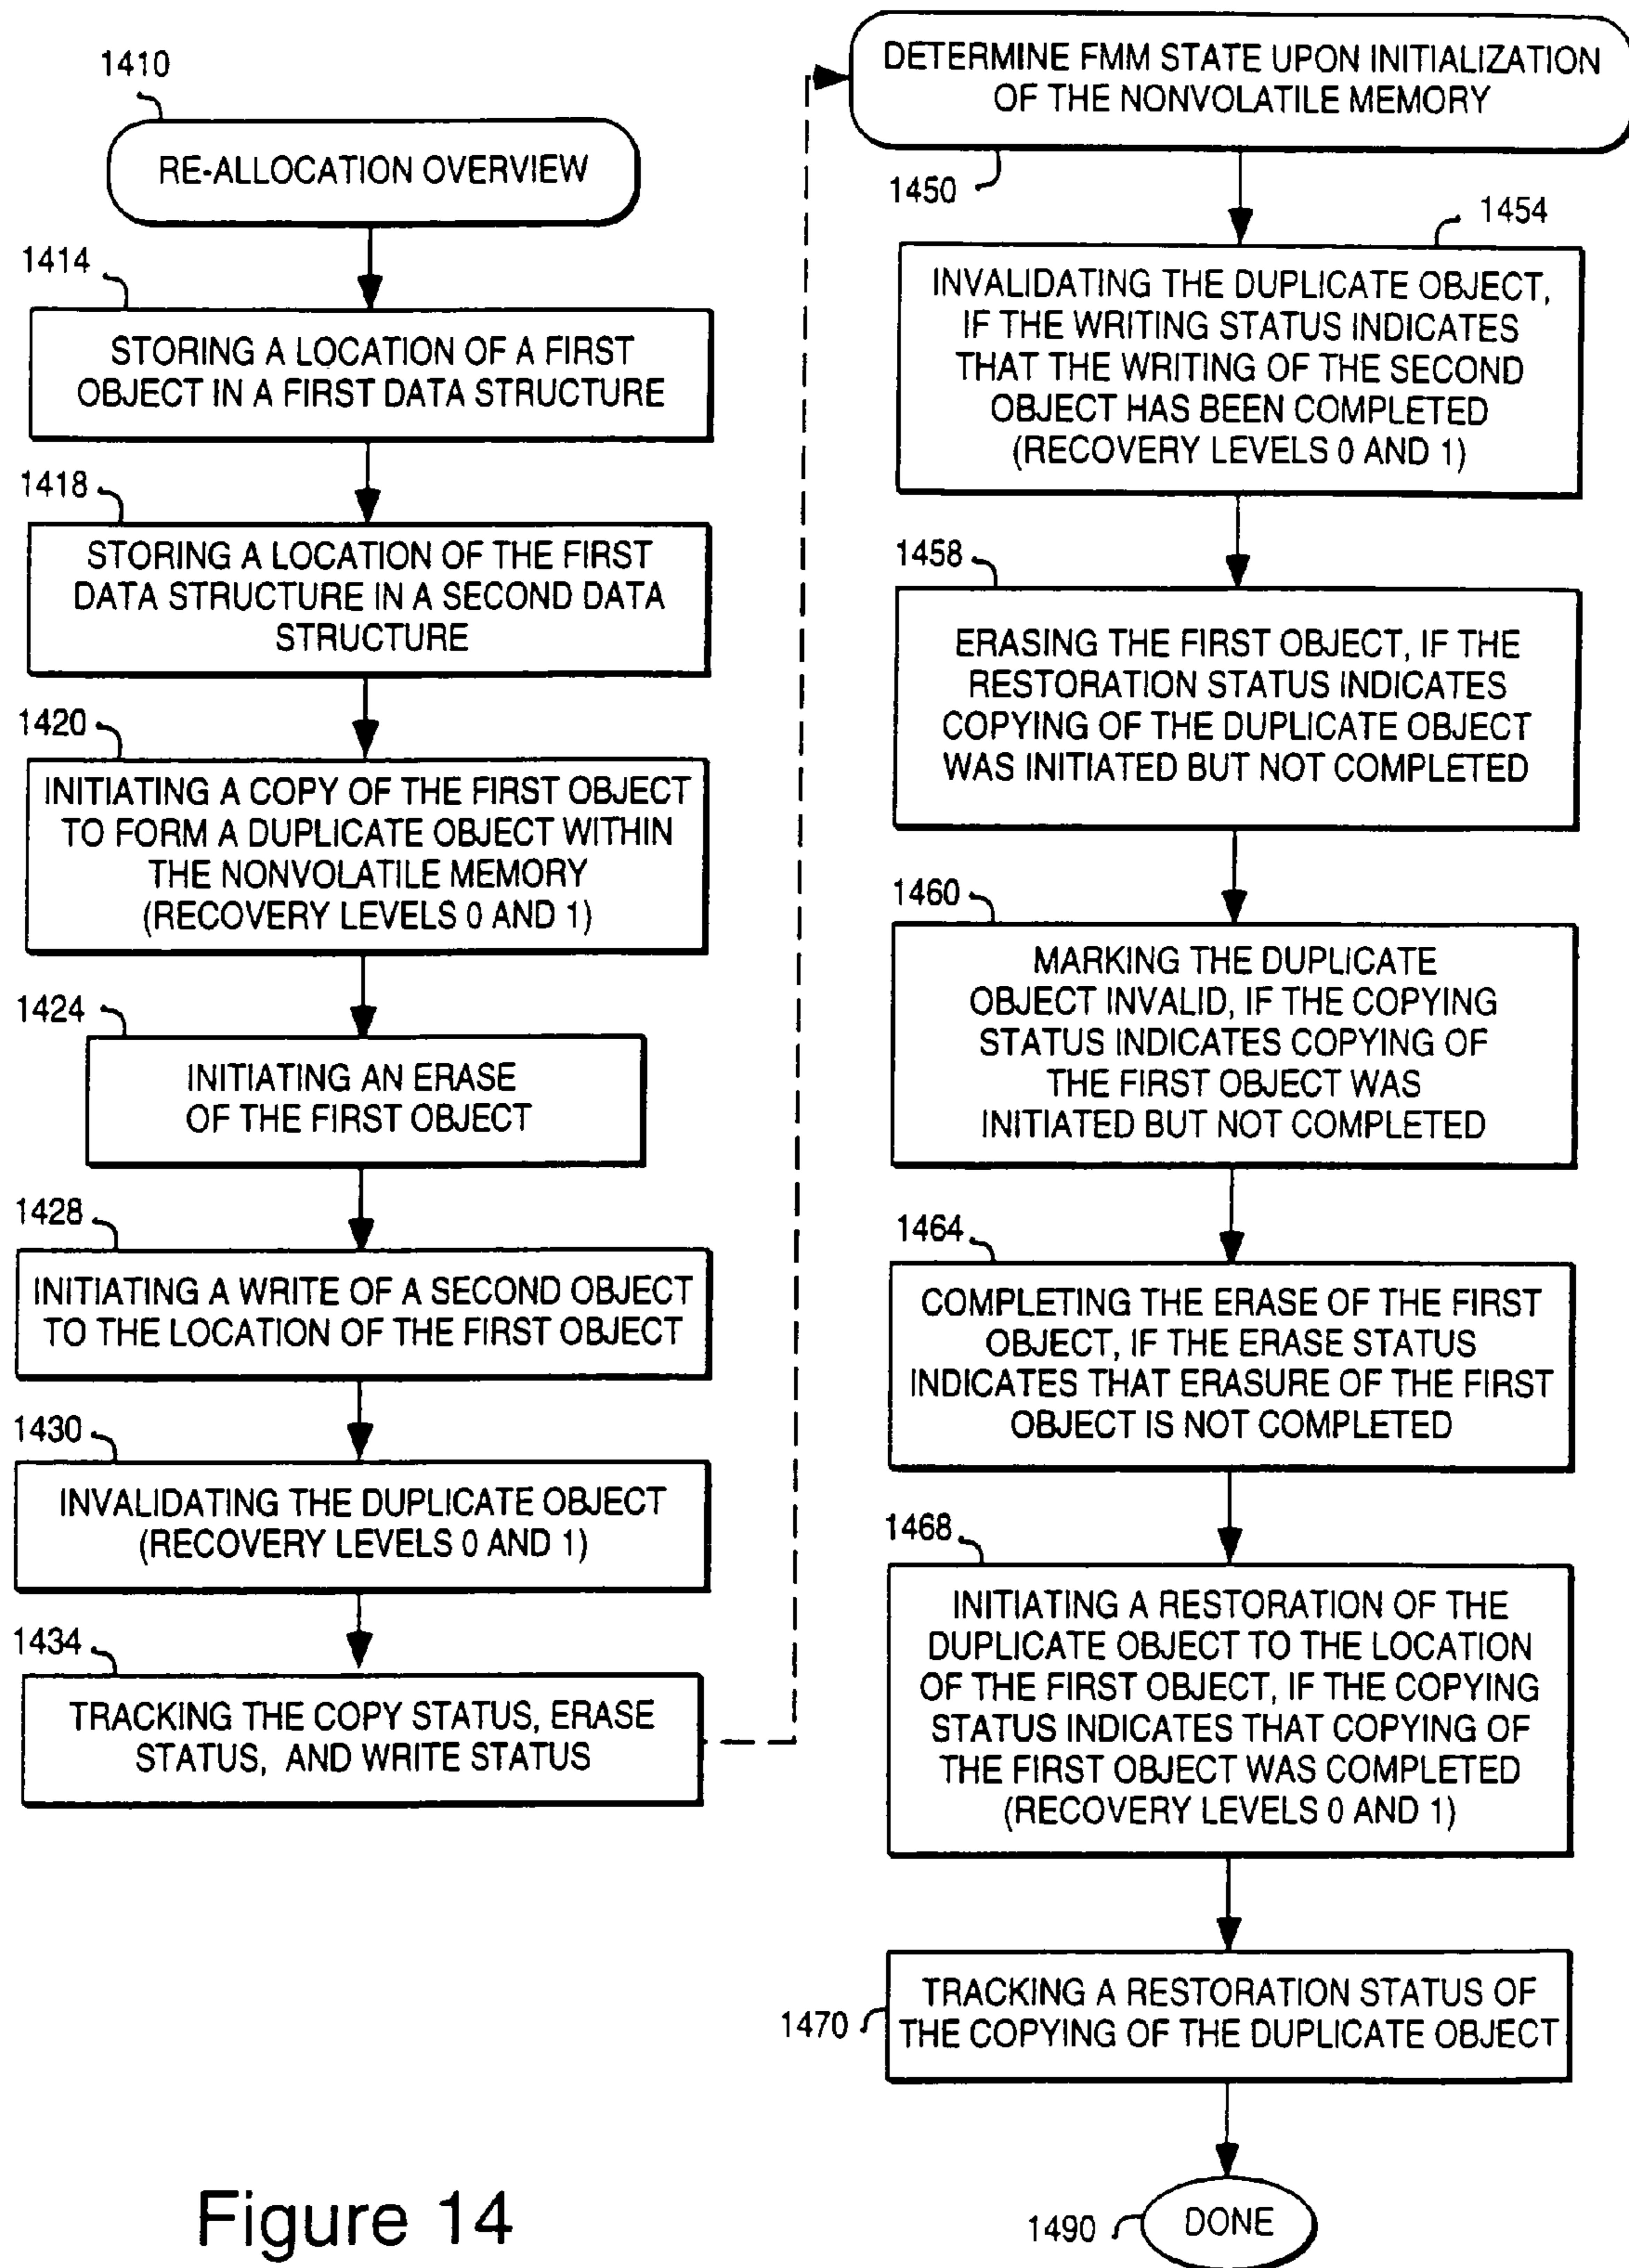 1410
RE-ALLOCATION OVERVIEW
1414
STORING A LOCATION OF A FIRST
OBJECT IN A FIRST DATA STRUCTURE
1418
STORING A LOCATION OF THE FIRST
DATA STRUCTURE IN A SECOND DATA
STRUCTURE
1420
INITIATING A COPY OF THE FIRST OBJECT
TO FORM A DUPLICATE OBJECT WITHIN
THE NONVOLATILE MEMORY
(RECOVERY LEVELS 0 AND 1)
1424
INITIATING AN ERASE
OF THE FIRST OBJECT
1428
INITIATING A WRITE OF A SECOND OBJECT
TO THE LOCATION OF THE FIRST OBJECT
1430
INVALIDATING THE DUPLICATE OBJECT
(RECOVERY LEVELS 0 AND 1)
1434
TRACKING THE COPY STATUS, ERASE
STATUS, AND WRITE STATUS
DETERMINE FMM STATE UPON INITIALIZATION
OF THE NONVOLATILE MEMORY
1450
1454
INVALIDATING THE DUPLICATE OBJECT,
IF THE WRITING STATUS INDICATES
THAT THE WRITING OF THE SECOND
OBJECT HAS BEEN COMPLETED
(RECOVERY LEVELS 0 AND 1)
1458
ERASING THE FIRST OBJECT, IF THE
RESTORATION STATUS INDICATES
COPYING OF THE DUPLICATE OBJECT
WAS INITIATED BUT NOT COMPLETED
1460
MARKING THE DUPLICATE
OBJECT INVALID, IF THE COPYING
STATUS INDICATES COPYING OF
THE FIRST OBJECT WAS
INITIATED BUT NOT COMPLETED
1464
COMPLETING THE ERASE OF THE FIRST
OBJECT, IF THE ERASE STATUS
INDICATES THAT ERASURE OF THE FIRST
OBJECT IS NOT COMPLETED
1468
INITIATING A RESTORATION OF THE
DUPLICATE OBJECT TO THE LOCATION
OF THE FIRST OBJECT, IF THE COPYING
STATUS INDICATES THAT COPYING OF
THE FIRST OBJECT WAS COMPLETED
(RECOVERY LEVELS 0 AND 1)
1470
TRACKING A RESTORATION STATUS OF
THE COPYING OF THE DUPLICATE OBJECT
1490
DONE
Figure 14